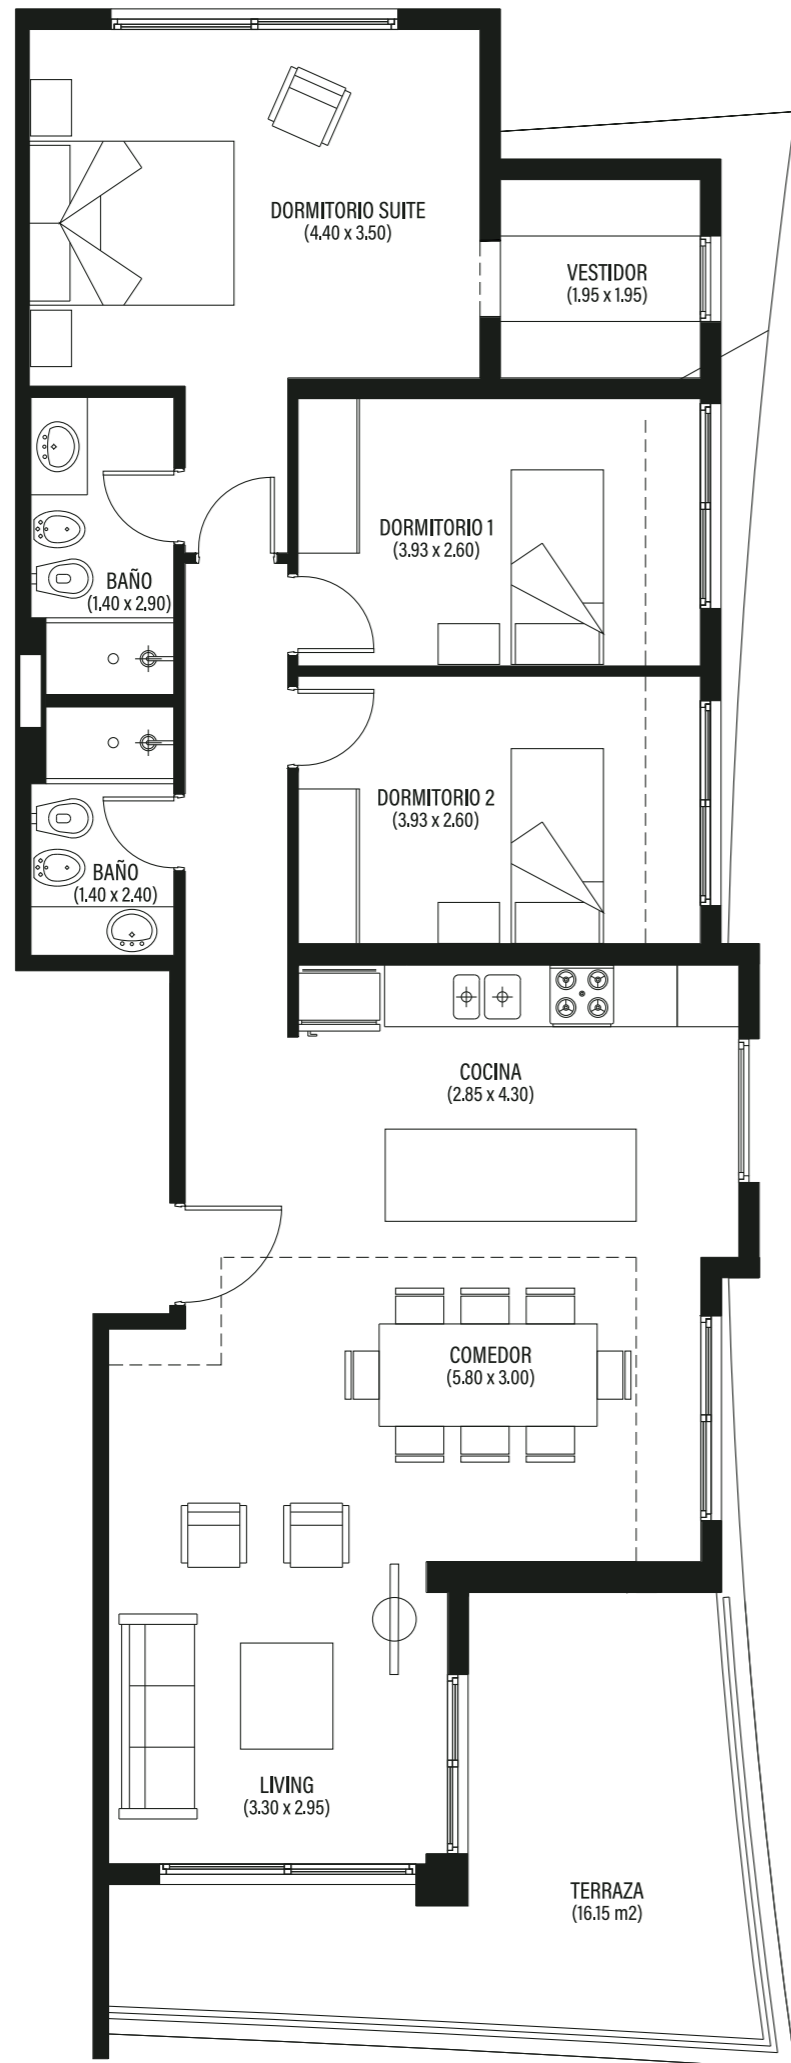 DORMITORIO SUITE
(4.40 x 3.50)
VESTIDOR
(1.95 x 1.95)
DORMITORIO 1
(3.93 x 2.60)
BAÑO
(1.40 x 2.90)
DORMITORIO 2
(3.93 x 2.60)
BAÑO
(1.40 x 2.40)
COCINA
(2.85 x 4.30)
COMEDOR
(5.80 x 3.00)
LIVING
(3.30 x 2.95)
TERRAZA
(16.15 m2)